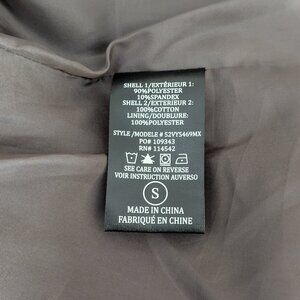 SHELL 1/EXTÉRIEUR 1:
90%POLYESTER
10%SPANDEX
SHELL 2/EXTÉRIEUR 2:
100%COTTON
LINING/DOUBLURE:
100%POLYESTER
STYLE/MODELE # 52VYS469MX
PO# 109343
RN# 114542
SEE CARE ON REVERSE
VOIR INSTRUCTION AUVERSO
S
MADE IN CHINA
FABRIQUÉ EN CHINE